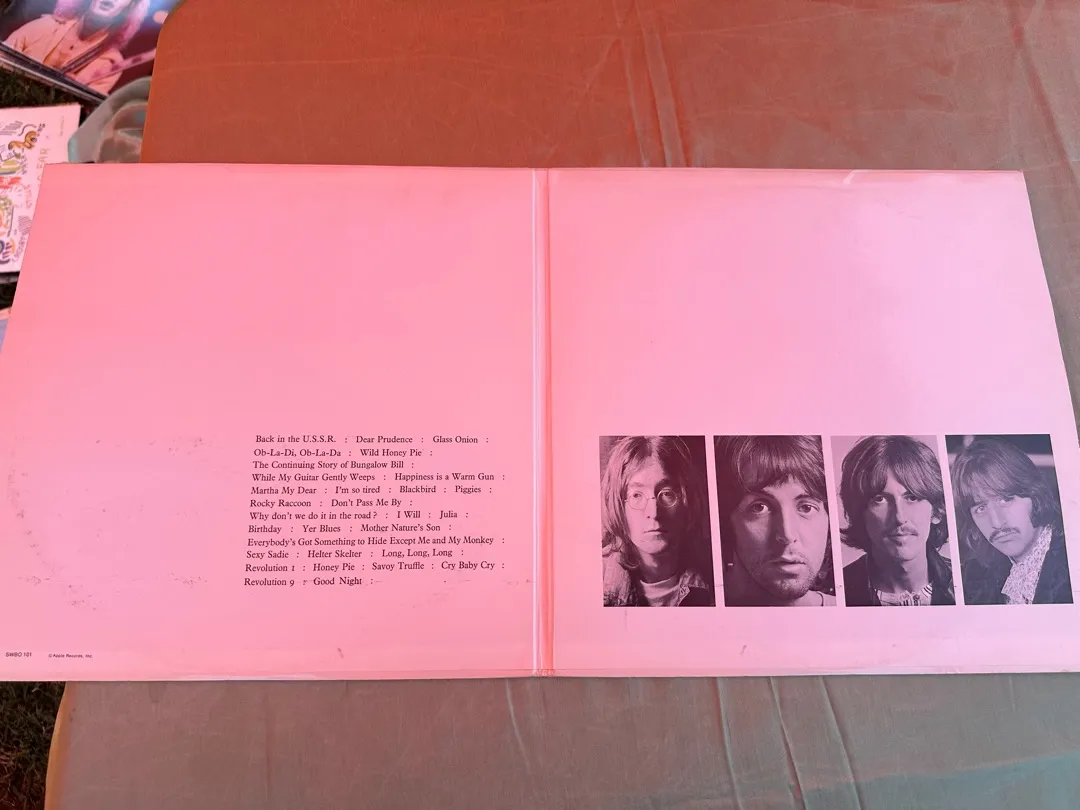 Back in the U.S.S.R. : Dear Prudence : Glass Onion :
Ob-La-Di, Ob-La-Da : Wild Honey Pie :
The Continuing Story of Bungalow Bill :
While My Guitar Gently Weeps : Happiness is a Warm Gun :
Martha My Dear : I'm so tired : Blackbird : Piggies :
Rocky Raccoon : Don't Pass Me By :
Why don't we do it in the road? : I Will : Julia :
Birthday : Yer Blues : Mother Nature's Son :
Everybody's Got Something to Hide Except Me and My Monkey :
Sexy Sadie : Helter Skelter : Long, Long, Long :
Revolution 1 : Honey Pie : Savoy Truffle : Cry Baby Cry :
Revolution 9 : Good Night :
SWBO 101 © Apple Records, Inc.